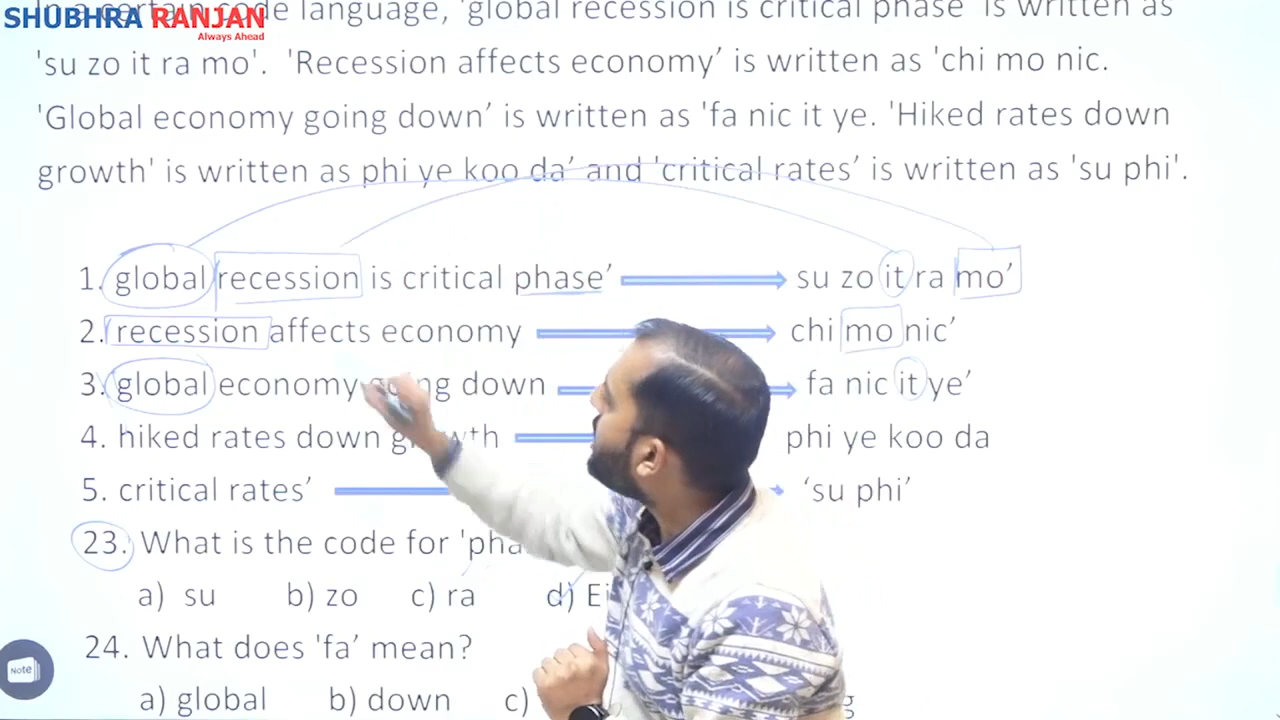 SHUBHRA RANJAN
Always Ahead
In a certain code language, 'global recession is critical phase' is written as
'su zo it ra mo'. 'Recession affects economy' is written as 'chi mo nic.
'Global economy going down' is written as 'fa nic it ye. 'Hiked rates down
growth' is written as phi ye koo da' and 'critical rates' is written as 'su phi'.
1. global recession is critical phase' su zo it ra mo'
2. recession affects economy chi mo nic'
3. global economy going down fa nic it ye'
4. hiked rates down growth phi ye koo da
5. critical rates' 'su phi'
23. What is the code for
a) su b) zo c) ra d)
24. What does 'fa' mean?
a) global b) down c)
Note